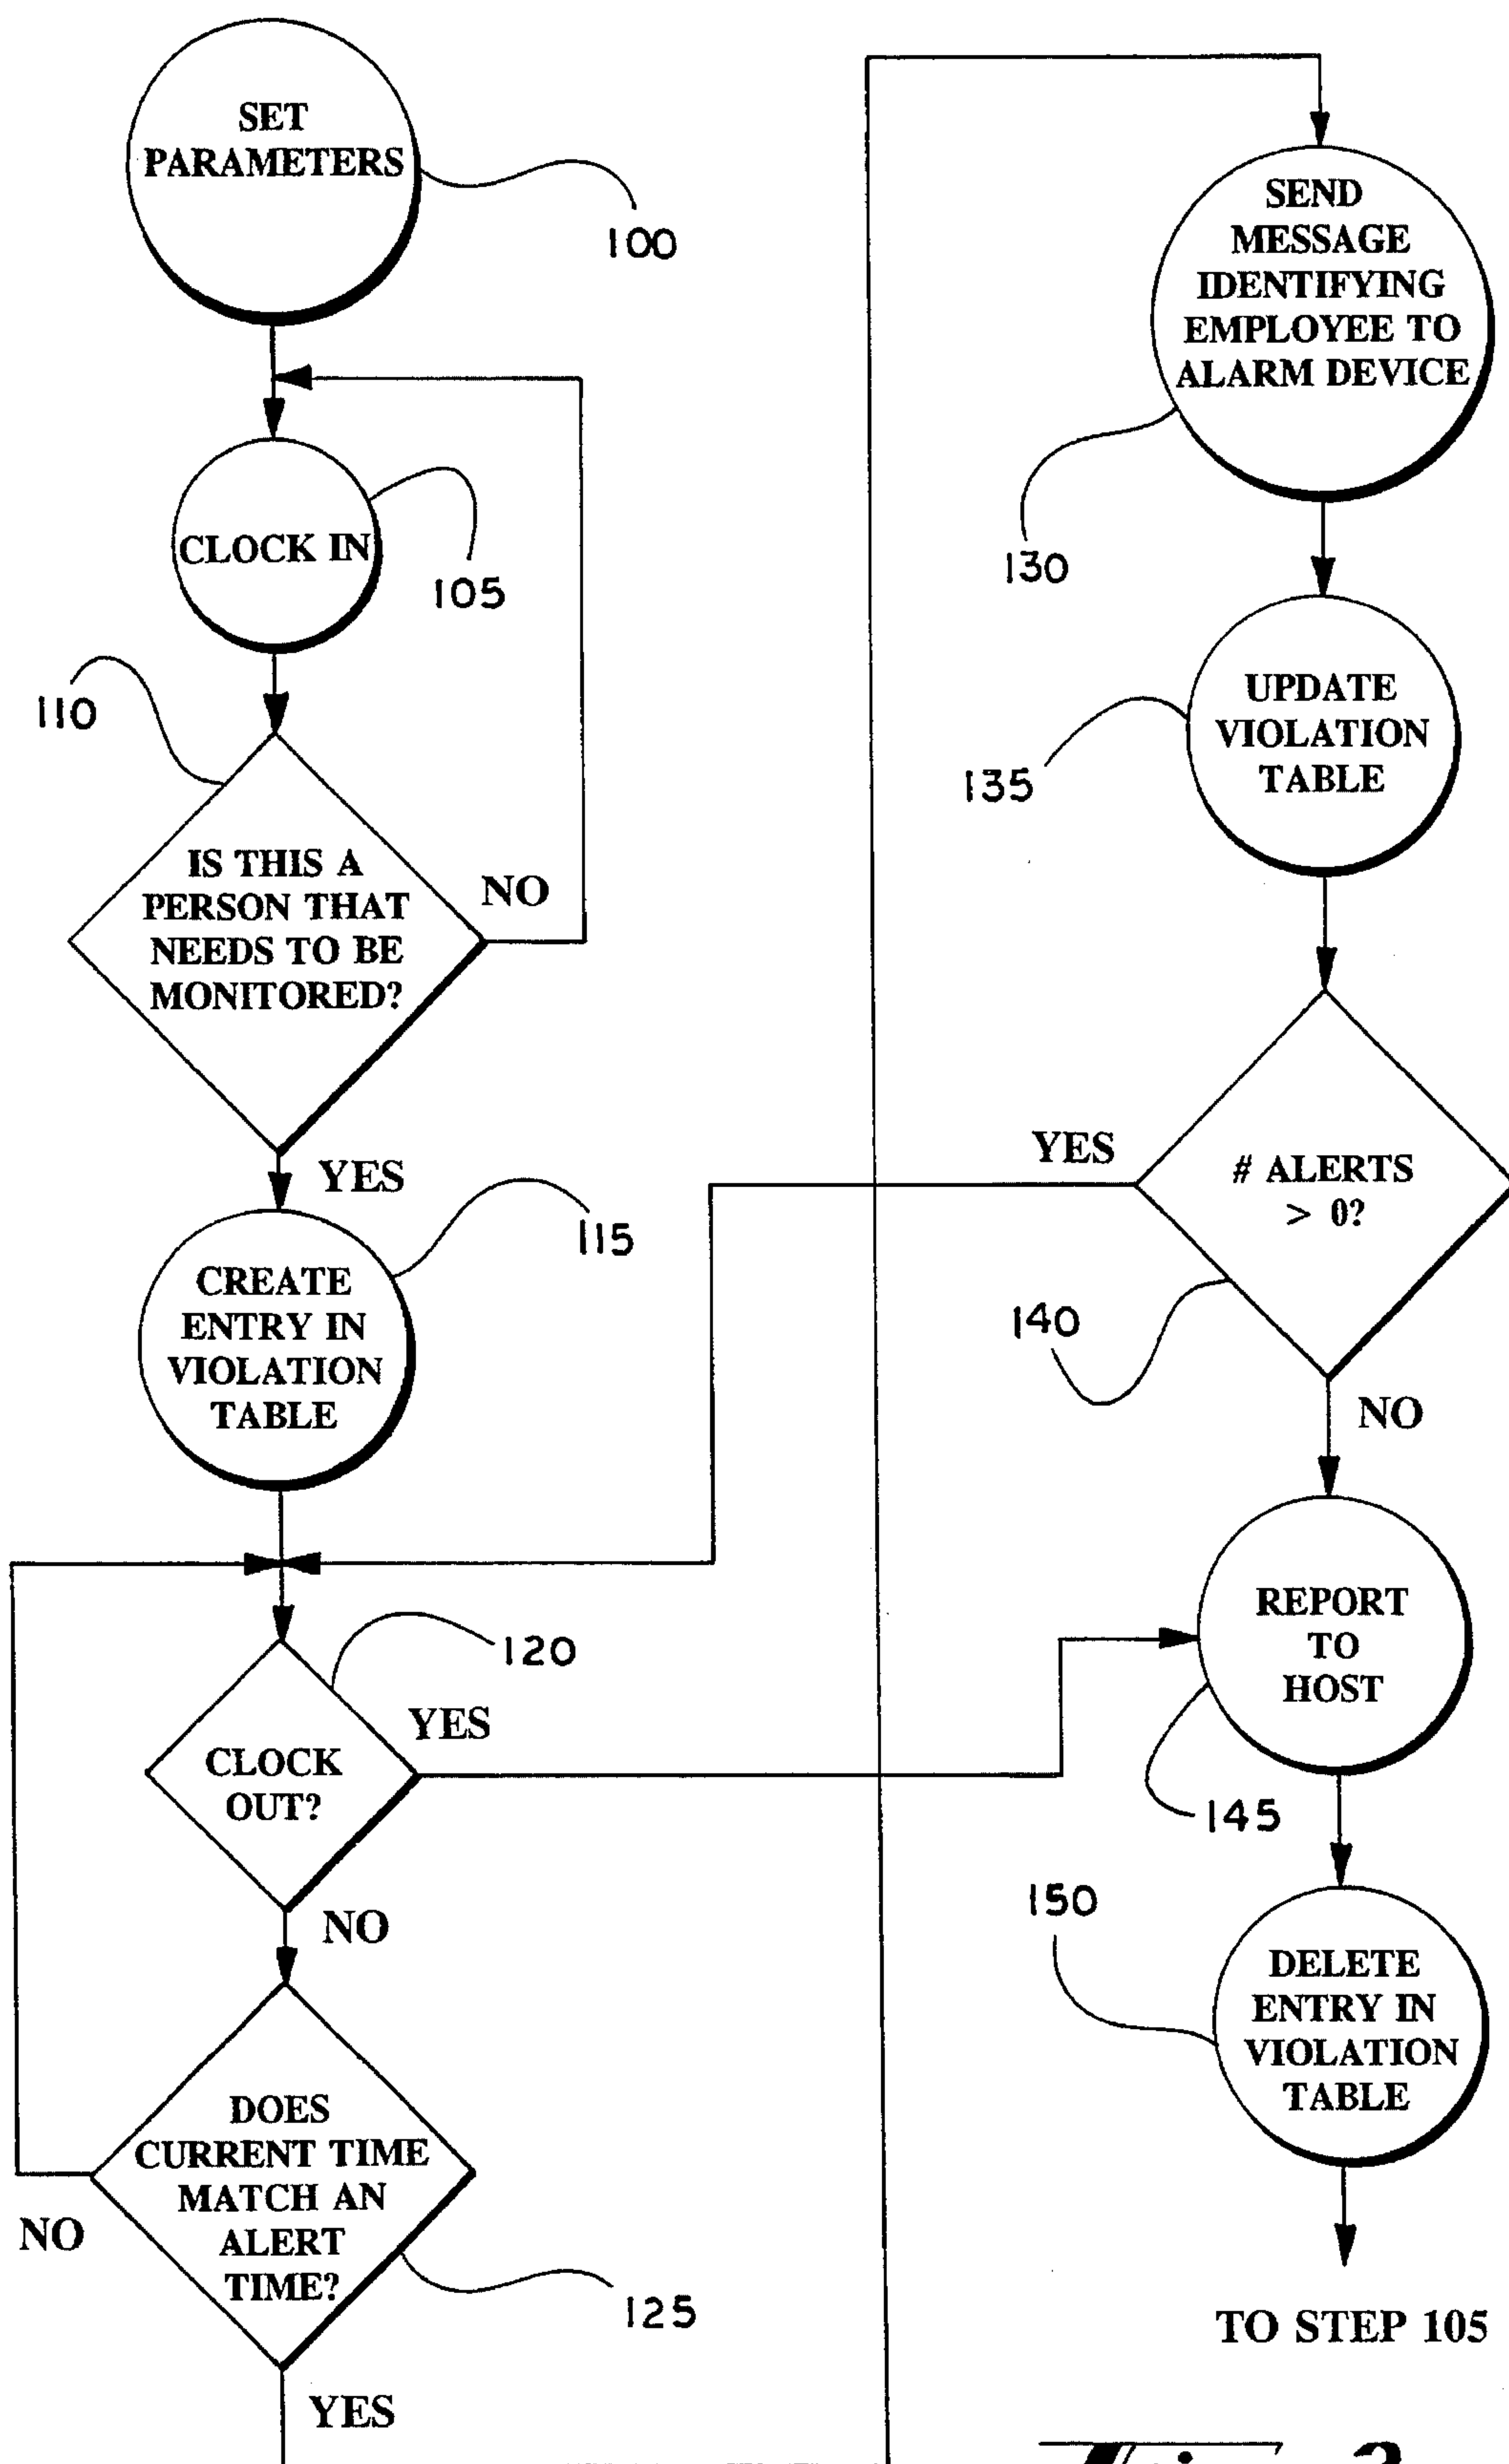 SET
PARAMETERS
100
CLOCK IN
105
110
IS THIS A
PERSON THAT
NEEDS TO BE
MONITORED?
NO
YES
115
CREATE
ENTRY IN
VIOLATION
TABLE
120
YES
CLOCK
OUT?
NO
DOES
CURRENT TIME
MATCH AN
ALERT
TIME?
NO
125
YES
SEND
MESSAGE
IDENTIFYING
EMPLOYEE TO
ALARM DEVICE
130
UPDATE
VIOLATION
TABLE
135
YES
# ALERTS
> 0?
140
NO
REPORT
TO
HOST
145
150
DELETE
ENTRY IN
VIOLATION
TABLE
TO STEP 105